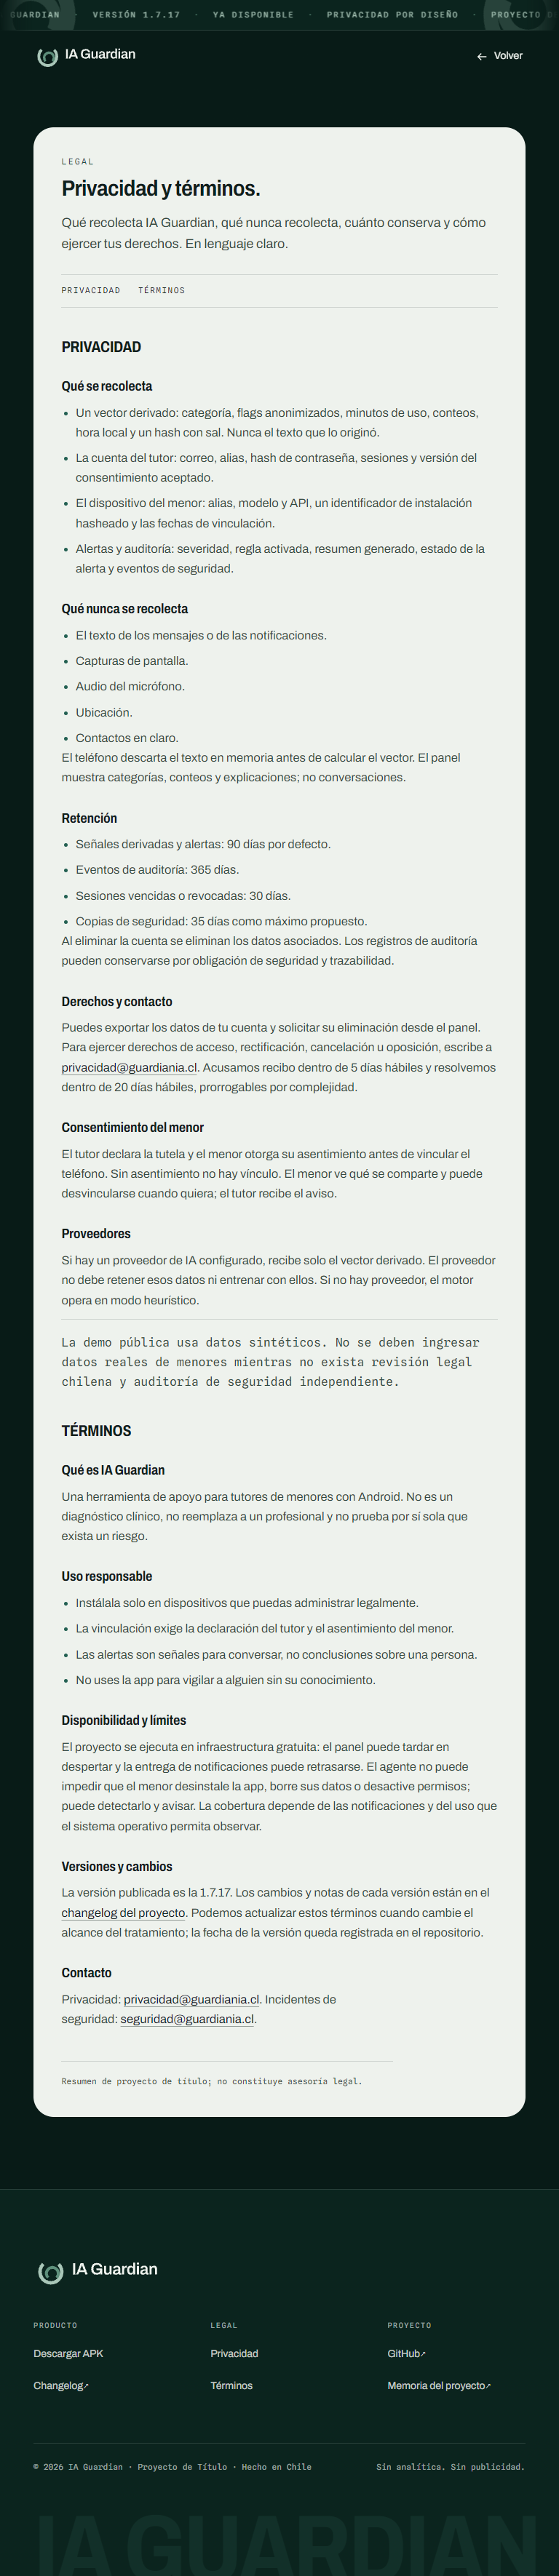 GUARDIAN · VERSIÓN 1.7.17 · YA DISPONIBLE · PRIVACIDAD POR DISEÑO · PROYECTO
IA Guardian
← Volver
LEGAL
Privacidad y términos.
Qué recolecta IA Guardian, qué nunca recolecta, cuánto conserva y cómo
ejercer tus derechos. En lenguaje claro.
PRIVACIDAD TÉRMINOS
PRIVACIDAD
Qué se recolecta
• Un vector derivado: categoría, flags anonimizados, minutos de uso, conteos,
hora local y un hash con sal. Nunca el texto que lo originó.
• La cuenta del tutor: correo, alias, hash de contraseña, sesiones y versión del
consentimiento aceptado.
• El dispositivo del menor: alias, modelo y API, un identificador de instalación
hasheado y las fechas de vinculación.
• Alertas y auditoría: severidad, regla activada, resumen generado, estado de la
alerta y eventos de seguridad.
Qué nunca se recolecta
• El texto de los mensajes o de las notificaciones.
• Capturas de pantalla.
• Audio del micrófono.
• Ubicación.
• Contactos en claro.
El teléfono descarta el texto en memoria antes de calcular el vector. El panel
muestra categorías, conteos y explicaciones; no conversaciones.
Retención
• Señales derivadas y alertas: 90 días por defecto.
• Eventos de auditoría: 365 días.
• Sesiones vencidas o revocadas: 30 días.
• Copias de seguridad: 35 días como máximo propuesto.
Al eliminar la cuenta se eliminan los datos asociados. Los registros de auditoría
pueden conservarse por obligación de seguridad y trazabilidad.
Derechos y contacto
Puedes exportar los datos de tu cuenta y solicitar su eliminación desde el panel.
Para ejercer derechos de acceso, rectificación, cancelación u oposición, escribe a
privacidad@guardiania.cl. Acusamos recibo dentro de 5 días hábiles y resolvemos
dentro de 20 días hábiles, prorrogables por complejidad.
Consentimiento del menor
El tutor declara la tutela y el menor otorga su asentimiento antes de vincular el
teléfono. Sin asentimiento no hay vínculo. El menor ve qué se comparte y puede
desvincularse cuando quiera; el tutor recibe el aviso.
Proveedores
Si hay un proveedor de IA configurado, recibe solo el vector derivado. El proveedor
no debe retener esos datos ni entrenar con ellos. Si no hay proveedor, el motor
opera en modo heurístico.
La demo pública usa datos sintéticos. No se deben ingresar
datos reales de menores mientras no exista revisión legal
chilena y auditoría de seguridad independiente.
TÉRMINOS
Qué es IA Guardian
Una herramienta de apoyo para tutores de menores con Android. No es un
diagnóstico clínico, no reemplaza a un profesional y no prueba por sí sola que
exista un riesgo.
Uso responsable
• Instálala solo en dispositivos que puedas administrar legalmente.
• La vinculación exige la declaración del tutor y el asentimiento del menor.
• Las alertas son señales para conversar, no conclusiones sobre una persona.
• No uses la app para vigilar a alguien sin su conocimiento.
Disponibilidad y límites
El proyecto se ejecuta en infraestructura gratuita: el panel puede tardar en
despertar y la entrega de notificaciones puede retrasarse. El agente no puede
impedir que el menor desinstale la app, borre sus datos o desactive permisos;
puede detectarlo y avisar. La cobertura depende de las notificaciones y del uso que
el sistema operativo permita observar.
Versiones y cambios
La versión publicada es la 1.7.17. Los cambios y notas de cada versión están en el
changelog del proyecto. Podemos actualizar estos términos cuando cambie el
alcance del tratamiento; la fecha de la versión queda registrada en el repositorio.
Contacto
Privacidad: privacidad@guardiania.cl. Incidentes de
seguridad: seguridad@guardiania.cl.
Resumen de proyecto de título; no constituye asesoría legal.
IA Guardian
PRODUCTO LEGAL PROYECTO
Descargar APK Privacidad GitHub↗
Changelog↗ Términos Memoria del proyecto↗
© 2026 IA Guardian · Proyecto de Título · Hecho en Chile
Sin analítica. Sin publicidad.
IA GUARDIAN